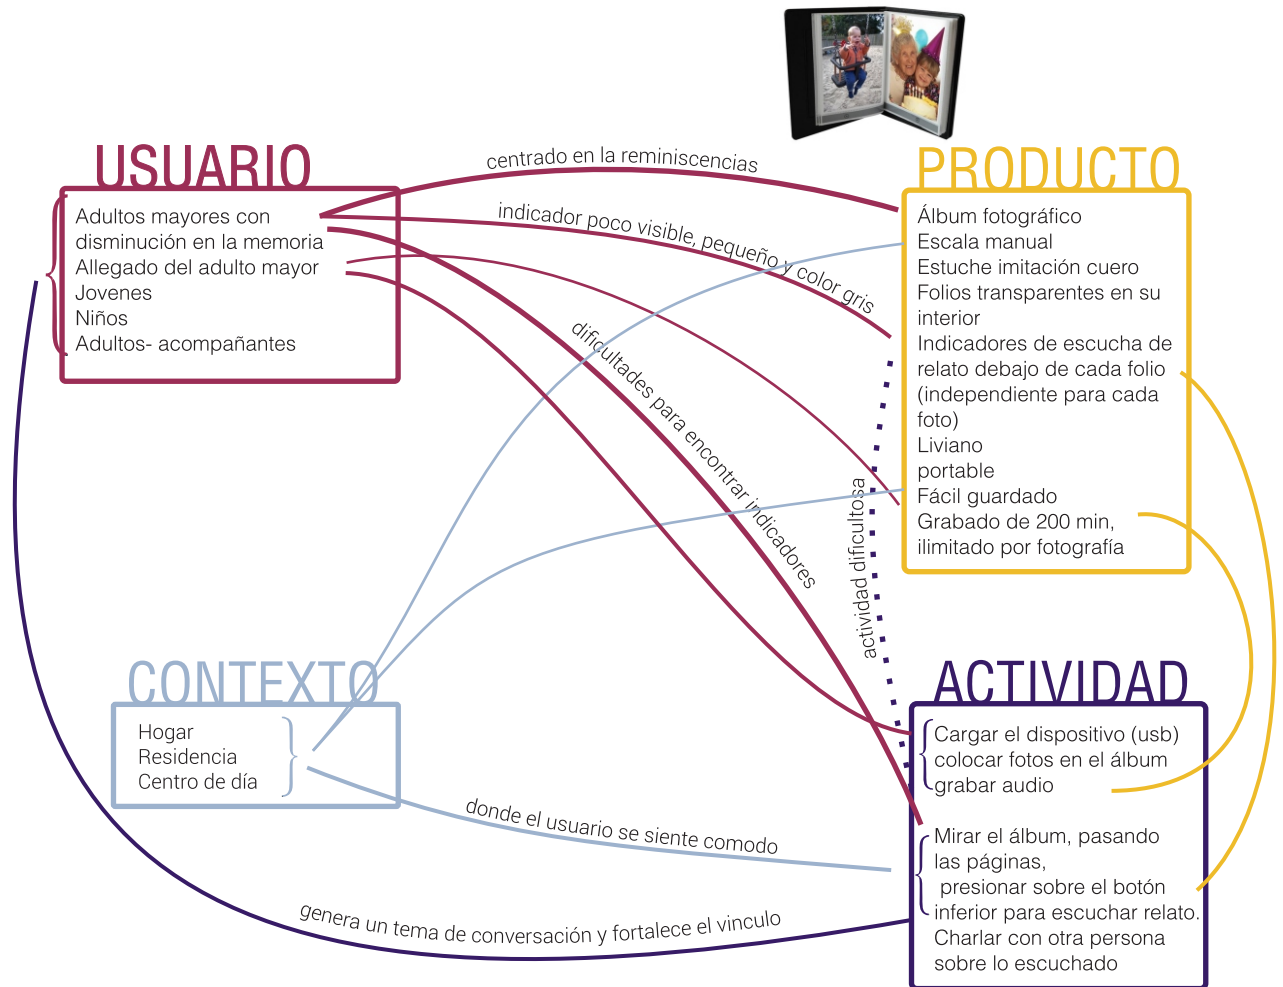 USUARIO
Adultos mayores con
disminución en la memoria
Allegado del adulto mayor
Jovenes
Niños
Adultos- acompañantes
centrado en la reminiscencias
indicador poco visible, pequeño y color gris
dificultades para encontrar indicadores
actividad dificultosa
PRODUCTO
Álbum fotográfico
Escala manual
Estuche imitación cuero
Folios transparentes en su
interior
Indicadores de escucha de
relato debajo de cada folio
(independiente para cada
foto)
Liviano
portable
Fácil guardado
Grabado de 200 min,
ilimitado por fotografía
CONTEXTO
Hogar
Residencia
Centro de día
donde el usuario se siente comodo
genera un tema de conversación y fortalece el vinculo
ACTIVIDAD
Cargar el dispositivo (usb)
colocar fotos en el álbum
grabar audio
Mirar el álbum, pasando
las páginas,
presionar sobre el botón
inferior para escuchar relato.
Charlar con otra persona
sobre lo escuchado